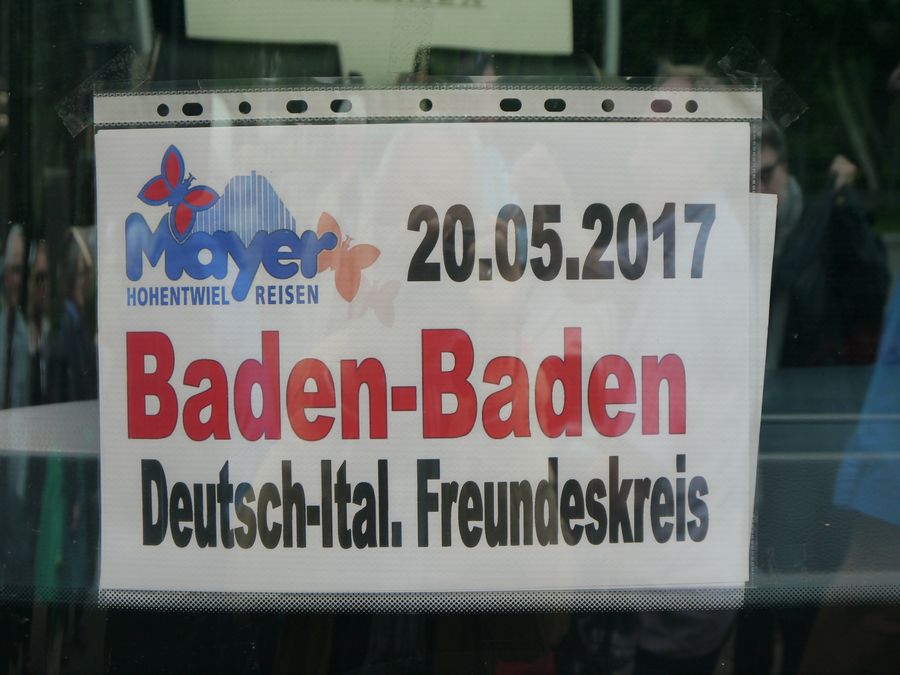 Mayer
HOHENTWIEL REISEN
20.05.2017
Baden-Baden
Deutsch-Ital. Freundeskreis